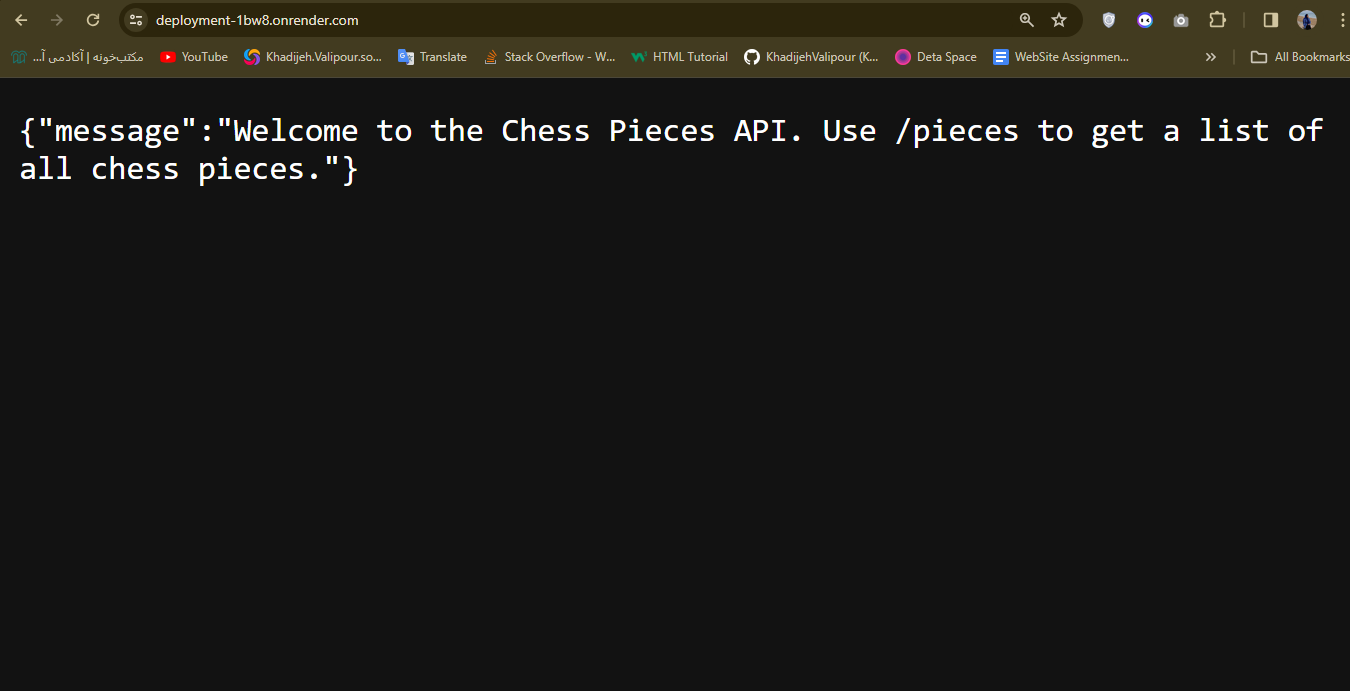 deployment-1bw8.onrender.com
مکتب‌خونه | آکادمی آ...
YouTube
Khadijeh.Valipour.so...
Translate
Stack Overflow - W...
HTML Tutorial
KhadijehValipour (K...
Deta Space
WebSite Assignmen...
»
All Bookmarks
{"message":"Welcome to the Chess Pieces API. Use /pieces to get a list of
all chess pieces."}